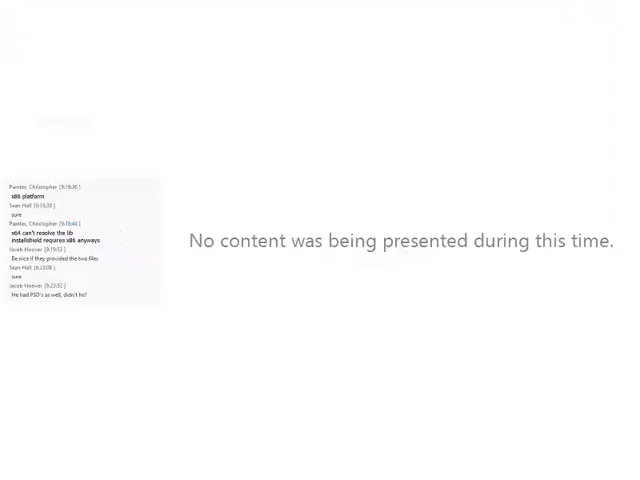 Painter, Christopher [9:18:36 ]
x86 platform
Sean Hall [9:18:39 ]
sure
Painter, Christopher [9:18:48 ]
x64 can't resolve the lib
installshield requires x86 anyways
Jacob Hoover [9:19:53 ]
Be nice if they provided the two files
Sean Hall [9:23:08 ]
sure
Jacob Hoover [9:23:32 ]
He had PSD's as well, didn't he?
No content was being presented during this time.